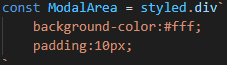 const ModalArea = styled.div`
background-color:#fff;
padding:10px;
`